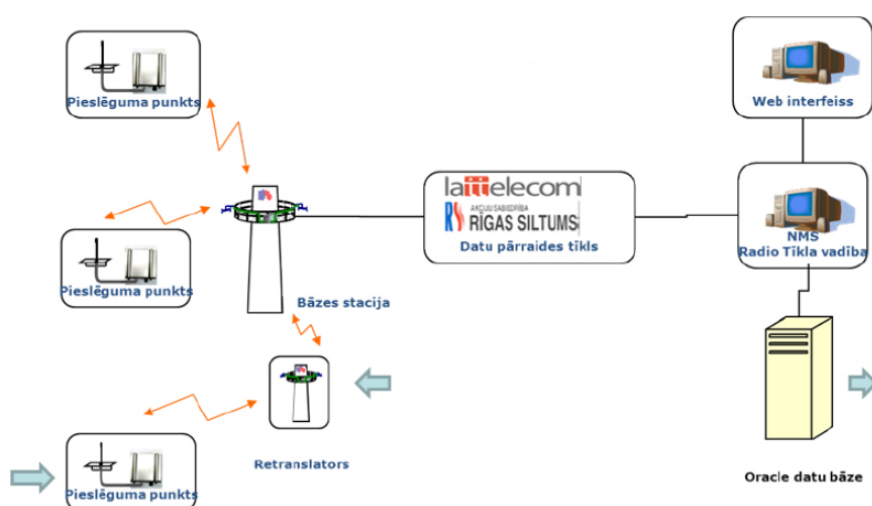 Pieslēguma punkts
Web interfeiss
lattelecom
AKCIJU SABIEDRĪBA
RS RĪGAS SILTUMS
Datu pārraides tīkls
NMS
Radio Tīkla vadība
Pieslēguma punkts
Bāzes stacija
Retranslators
Pieslēguma punkts
Oracle datu bāze